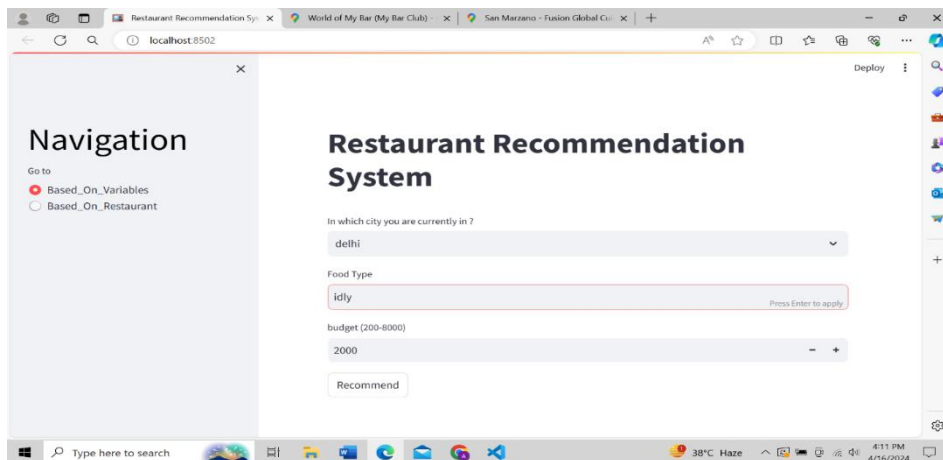 Restaurant Recommendation Sys
World of My Bar (My Bar Club) -
San Marzano - Fusion Global Cui
localhost:8502
Deploy
Navigation
Go to
Based_On_Variables
Based_On_Restaurant
Restaurant Recommendation
System
In which city you are currently in ?
delhi
Food Type
idly
Press Enter to apply
budget (200-8000)
2000
Recommend
Type here to search
38°C Haze
4:11 PM
4/16/2024